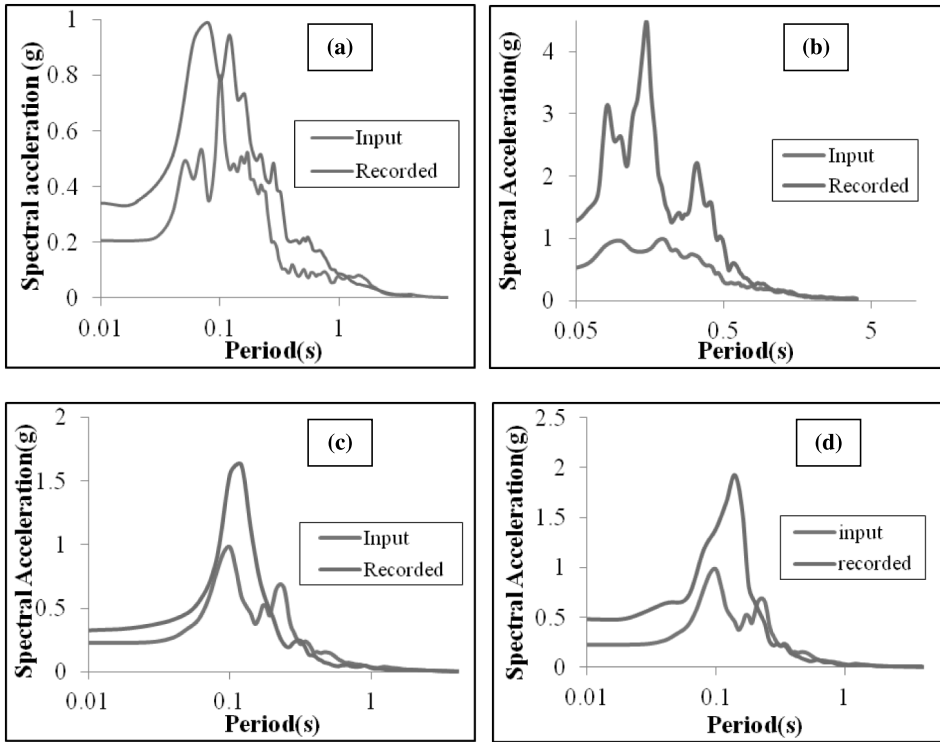 (a)
Spectral accleration (g)
1
0.8
0.6
0.4
0.2
0
0.01
0.1
1
Period(s)
Input
Recorded
(b)
Spectral Acceleration (g)
4
3
2
1
0
0.05
0.5
5
Period(s)
Input
Recorded
(c)
Spectral Acceleration(g)
2
1.5
1
0.5
0
0.01
0.1
1
Period(s)
Input
Recorded
(d)
Spectral Acceleration(g)
2.5
2
1.5
1
0.5
0
0.01
0.1
1
Period(s)
input
recorded